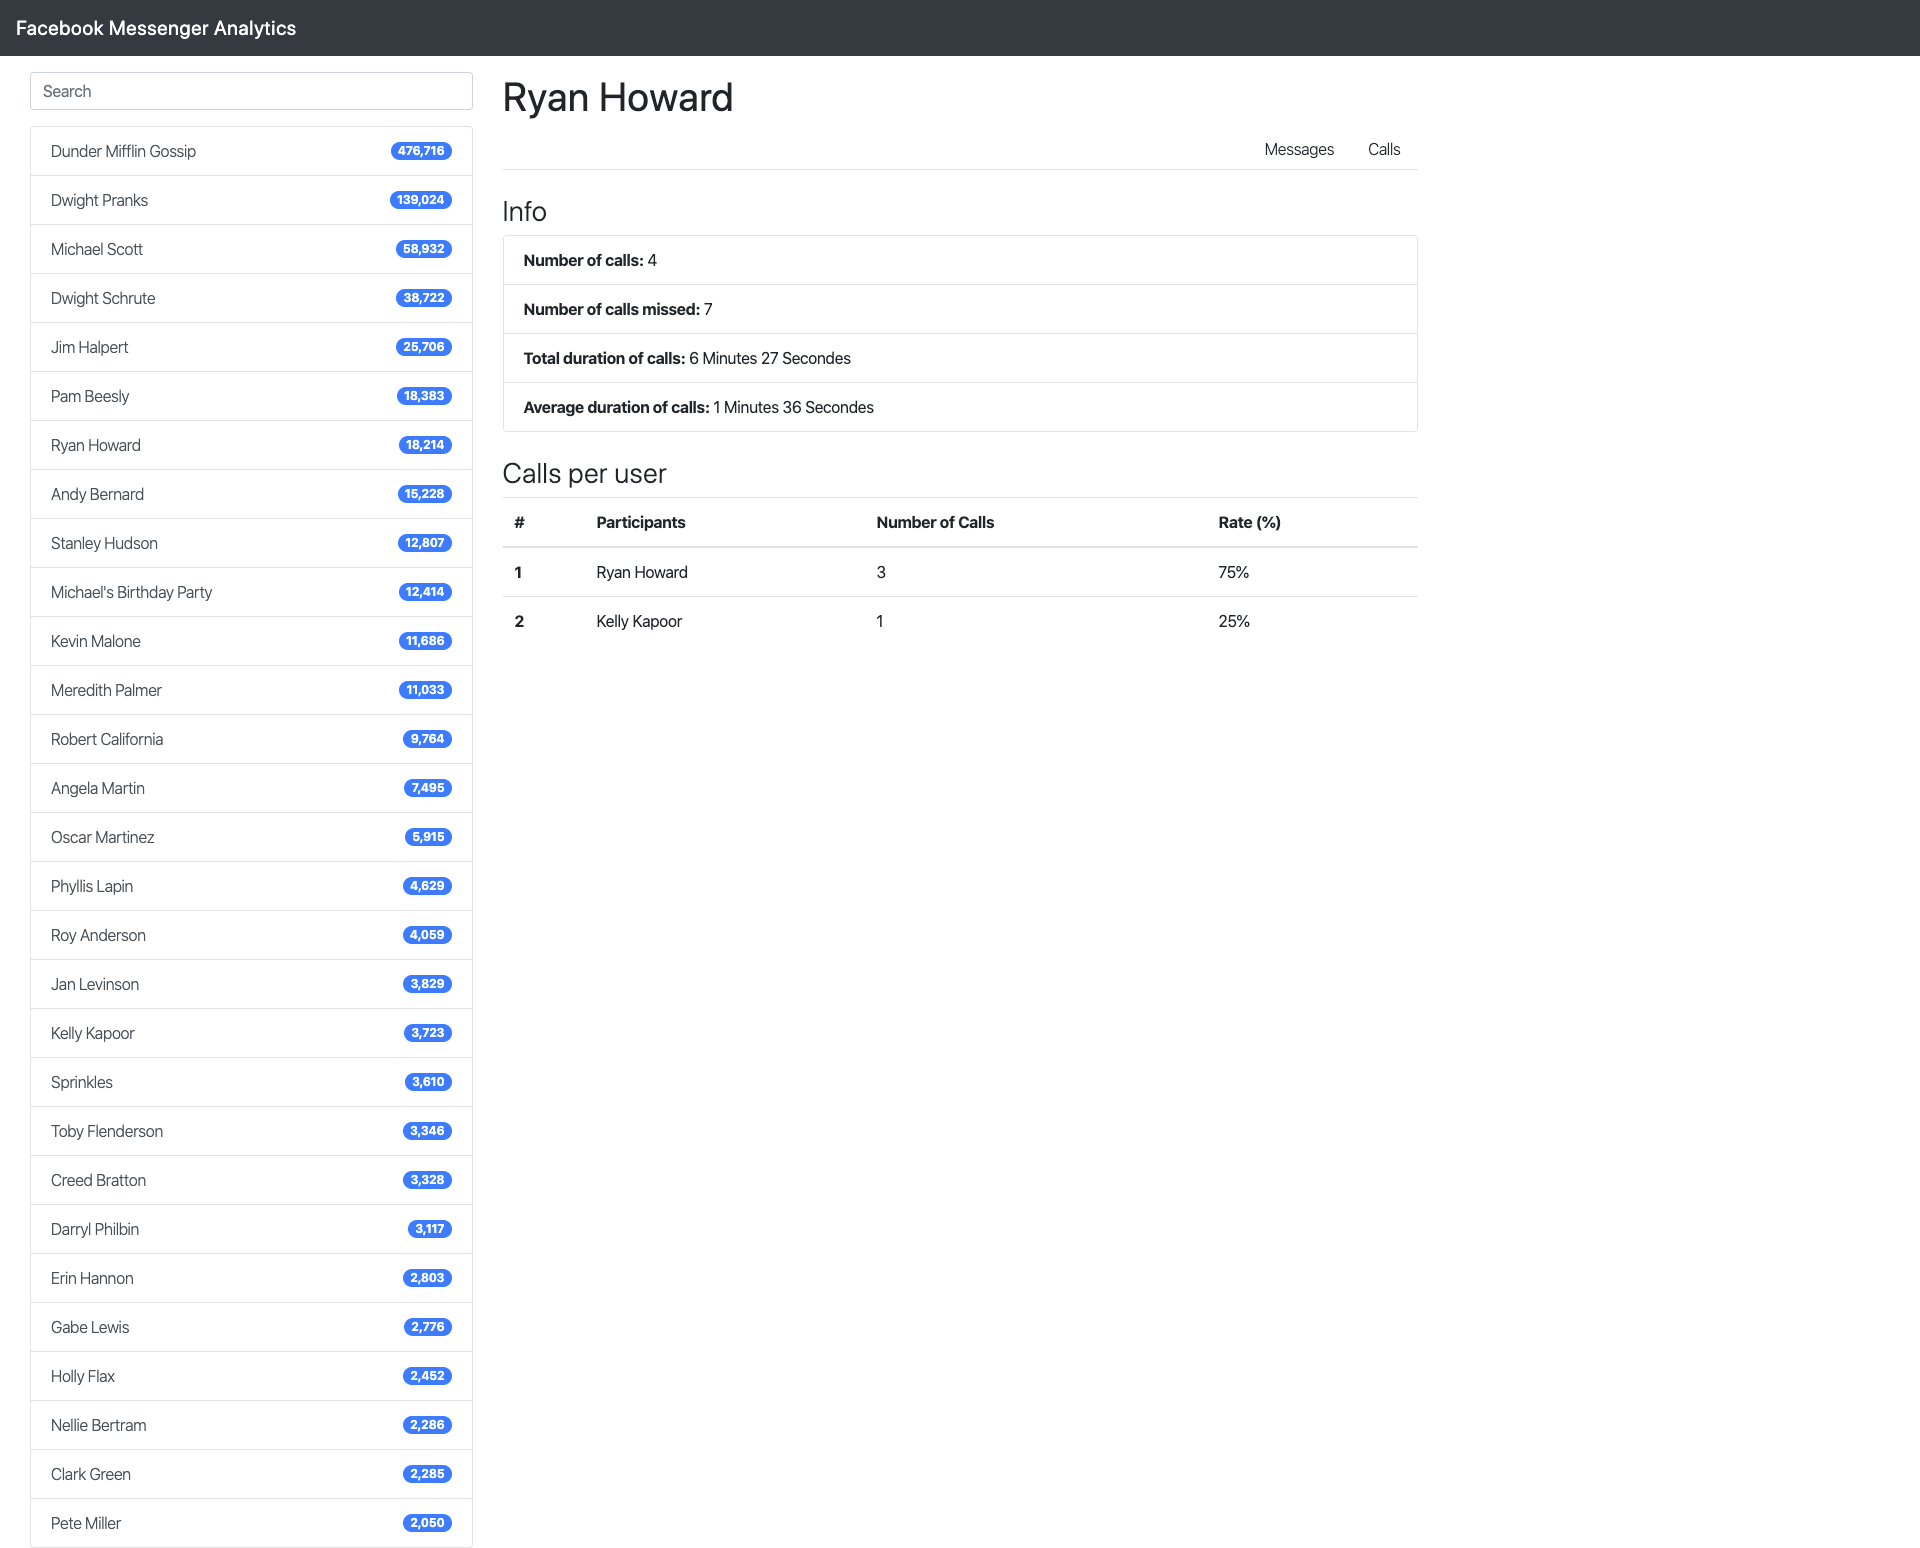 Facebook Messenger Analytics
Search
Dunder Mifflin Gossip 476,716
Dwight Pranks 139,024
Michael Scott 58,932
Dwight Schrute 38,722
Jim Halpert 25,706
Pam Beesly 18,383
Ryan Howard 18,214
Andy Bernard 15,228
Stanley Hudson 12,807
Michael's Birthday Party 12,414
Kevin Malone 11,686
Meredith Palmer 11,033
Robert California 9,764
Angela Martin 7,495
Oscar Martinez 5,915
Phyllis Lapin 4,629
Roy Anderson 4,059
Jan Levinson 3,829
Kelly Kapoor 3,723
Sprinkles 3,610
Toby Flenderson 3,346
Creed Bratton 3,328
Darryl Philbin 3,117
Erin Hannon 2,803
Gabe Lewis 2,776
Holly Flax 2,452
Nellie Bertram 2,286
Clark Green 2,285
Pete Miller 2,050
Ryan Howard
Messages Calls
Info
Number of calls: 4
Number of calls missed: 7
Total duration of calls: 6 Minutes 27 Secondes
Average duration of calls: 1 Minutes 36 Secondes
Calls per user
# Participants Number of Calls Rate (%)
1 Ryan Howard 3 75%
2 Kelly Kapoor 1 25%